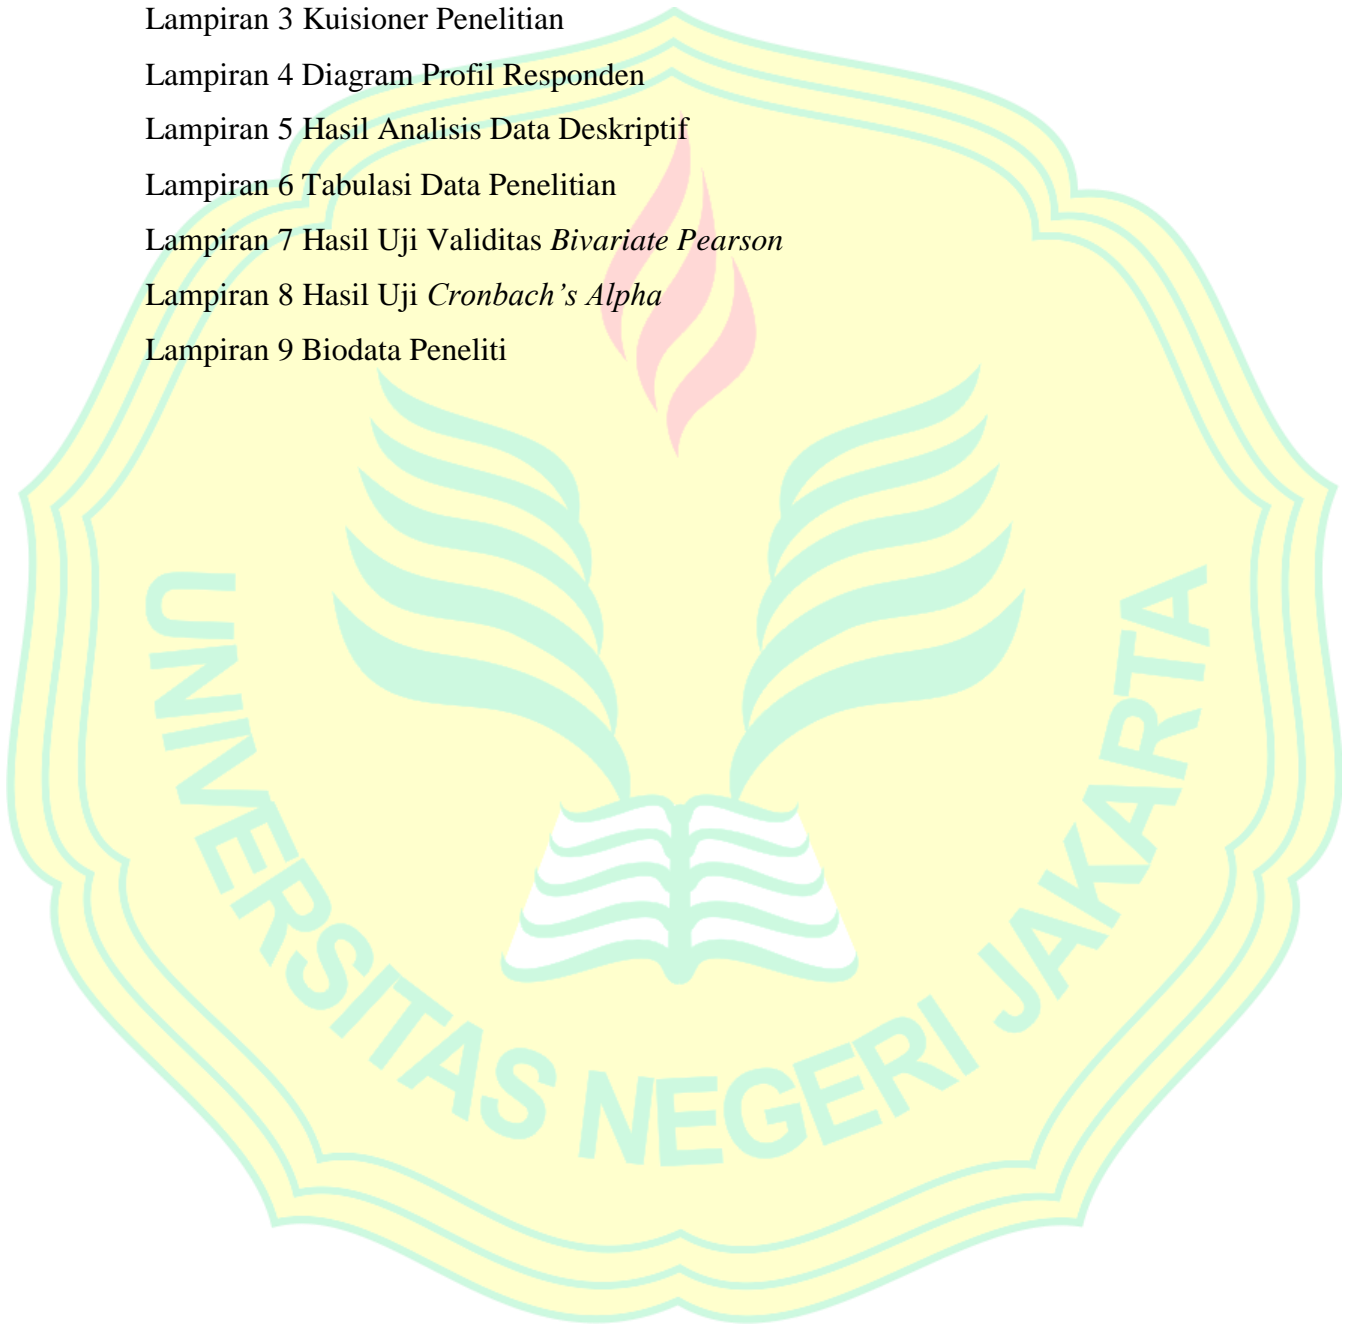 Lampiran 3 Kuisioner Penelitian
Lampiran 4 Diagram Profil Responden
Lampiran 5 Hasil Analisis Data Deskriptif
Lampiran 6 Tabulasi Data Penelitian
Lampiran 7 Hasil Uji Validitas Bivariate Pearson
Lampiran 8 Hasil Uji Cronbach’s Alpha
Lampiran 9 Biodata Peneliti
UNIVERSITAS NEGERI JAKARTA